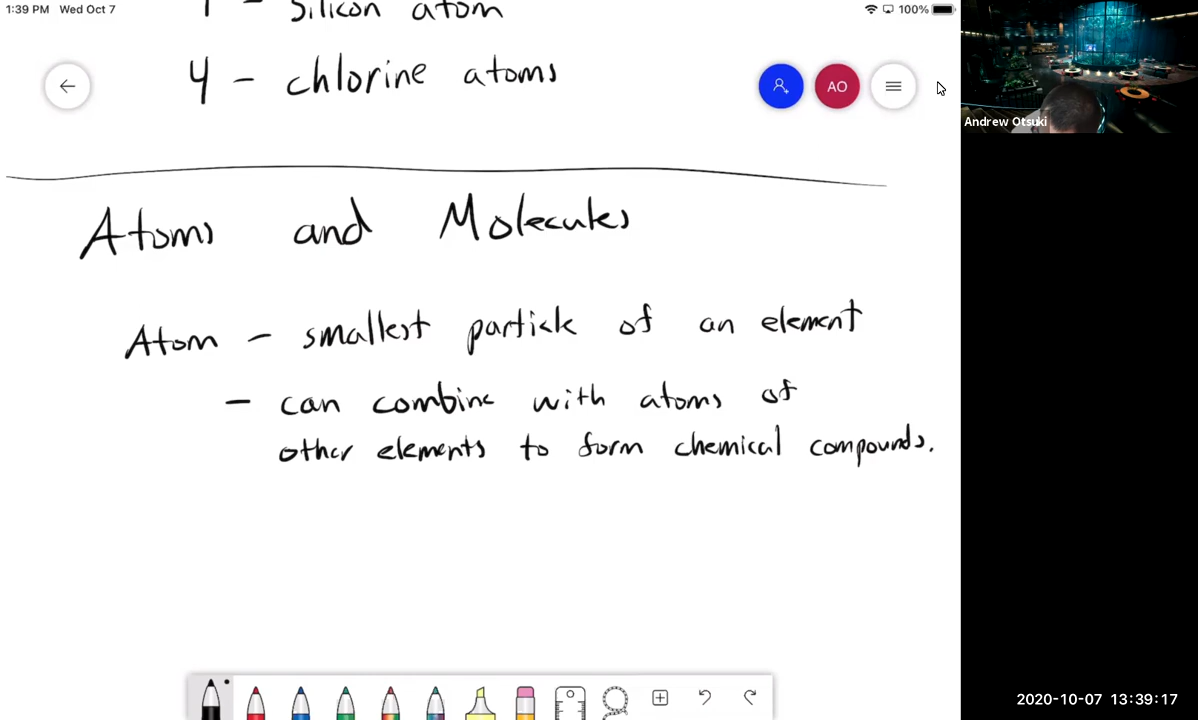 1:39 PM Wed Oct 7
100%
1 - Silicon atom
4 - chlorine atoms
AO
Andrew Otsuki
Atoms and Molecules
Atom - smallest particle of an element
- can combine with atoms of
other elements to form chemical compounds.
2020-10-07 13:39:17